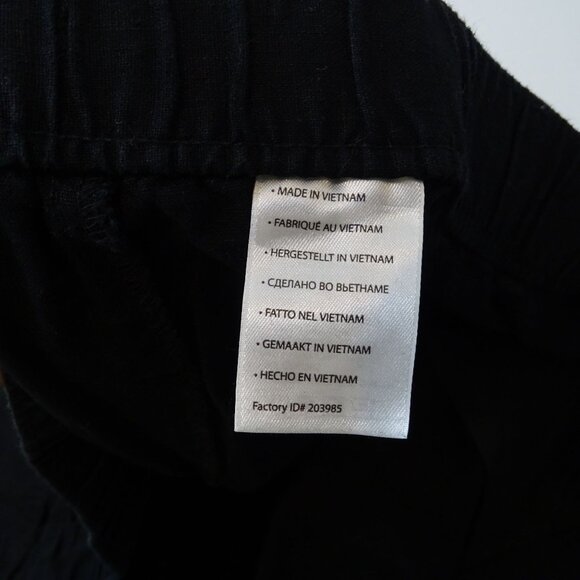 • MADE IN VIETNAM
• FABRIQUÉ AU VIETNAM
• HERGESTELLT IN VIETNAM
• СДЕЛАНО ВО ВЬЕТНАМЕ
• FATTO NEL VIETNAM
• GEMAAKT IN VIETNAM
• HECHO EN VIETNAM
Factory ID# 203985